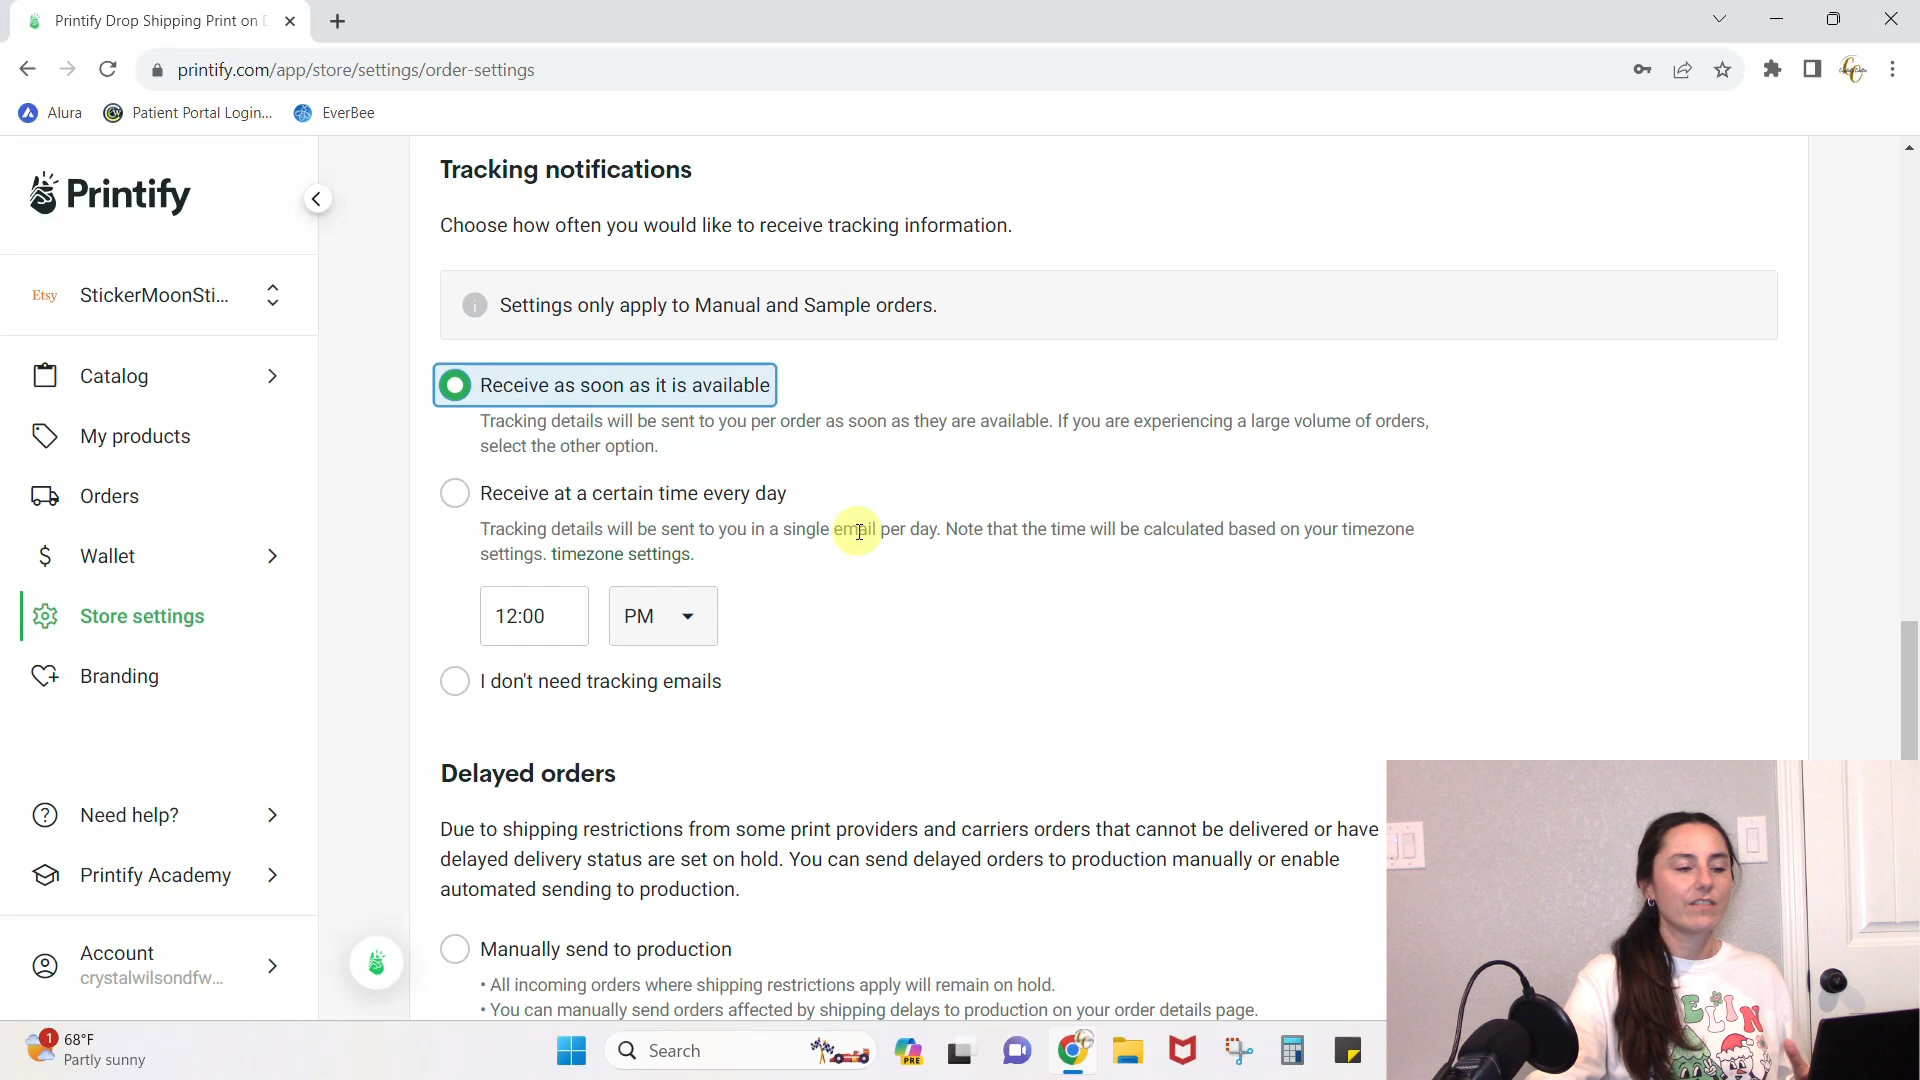 Printify Drop Shipping Print on
printify.com/app/store/settings/order-settings
Alura
Patient Portal Login...
EverBee
Printify
Etsy
StickerMoonSti...
Catalog
My products
Orders
Wallet
Store settings
Branding
Need help?
Printify Academy
Account
crystalwilsondfw...
Tracking notifications
Choose how often you would like to receive tracking information.
Settings only apply to Manual and Sample orders.
Receive as soon as it is available
Tracking details will be sent to you per order as soon as they are available. If you are experiencing a large volume of orders,
select the other option.
Receive at a certain time every day
Tracking details will be sent to you in a single email per day. Note that the time will be calculated based on your timezone
settings. timezone settings.
12:00
PM
I don't need tracking emails
Delayed orders
Due to shipping restrictions from some print providers and carriers orders that cannot be delivered or have
delayed delivery status are set on hold. You can send delayed orders to production manually or enable
automated sending to production.
Manually send to production
• All incoming orders where shipping restrictions apply will remain on hold.
• You can manually send orders affected by shipping delays to production on your order details page.
1
68°F
Partly sunny
Search
PRE